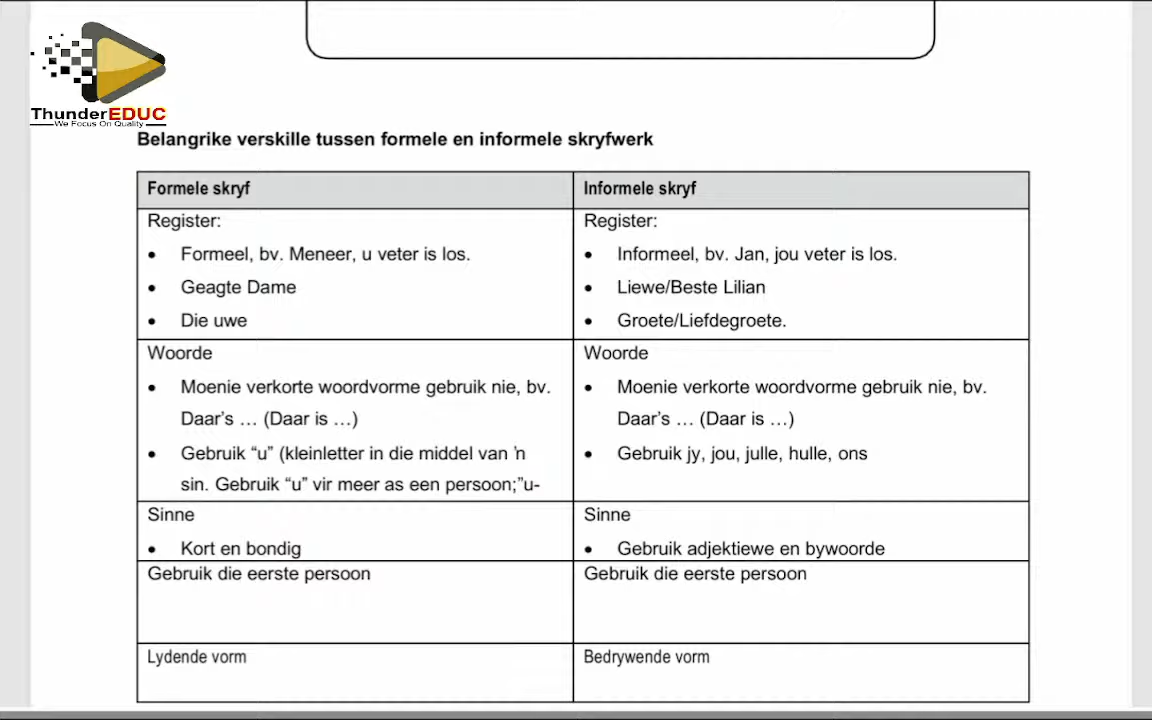 ThunderEDUC
We Focus On Quality
Belangrike verskille tussen formele en informele skryfwerk
Formele skryf
Informele skryf
Register:
• Formeel, bv. Meneer, u veter is los.
• Geagte Dame
• Die uwe
Register:
• Informeel, bv. Jan, jou veter is los.
• Liewe/Beste Lilian
• Groete/Liefdegroete.
Woorde
• Moenie verkorte woordvorme gebruik nie, bv.
Daar’s … (Daar is …)
• Gebruik “u” (kleinletter in die middel van ’n
sin. Gebruik “u” vir meer as een persoon;”u-
Woorde
• Moenie verkorte woordvorme gebruik nie, bv.
Daar’s … (Daar is …)
• Gebruik jy, jou, julle, hulle, ons
Sinne
• Kort en bondig
Sinne
• Gebruik adjektiewe en bywoorde
Gebruik die eerste persoon
Gebruik die eerste persoon
Lydende vorm
Bedrywende vorm